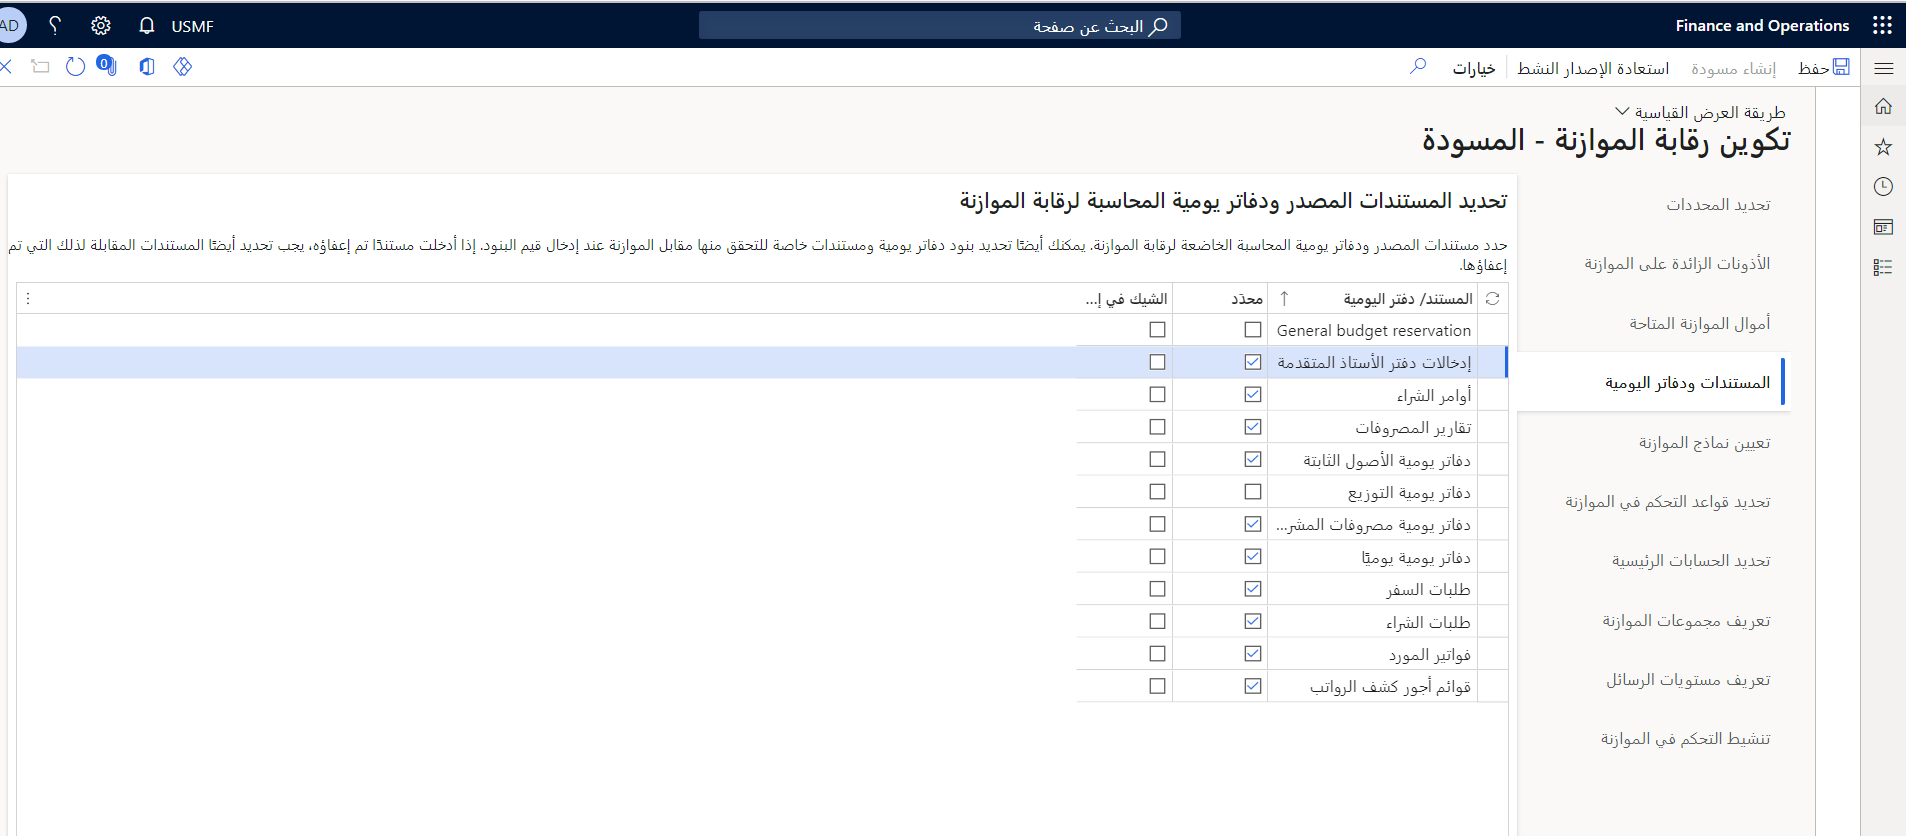 Finance and Operations
البحث عن صفحة
USMF
AD
حفظ
إنشاء مسودة
استعادة الإصدار النشط
خيارات
0
طريقة العرض القياسية
تكوين رقابة الموازنة - المسودة
تحديد المحددات
الأذونات الزائدة على الموازنة
أموال الموازنة المتاحة
المستندات ودفاتر اليومية
تعيين نماذج الموازنة
تحديد قواعد التحكم في الموازنة
تحديد الحسابات الرئيسية
تعريف مجموعات الموازنة
تعريف مستويات الرسائل
تنشيط التحكم في الموازنة
تحديد المستندات المصدر ودفاتر يومية المحاسبة لرقابة الموازنة
حدد مستندات المصدر ودفاتر يومية المحاسبة الخاضعة لرقابة الموازنة. يمكنك أيضًا تحديد بنود دفاتر يومية ومستندات خاصة للتحقق منها مقابل الموازنة عند إدخال قيم البنود. إذا أدخلت مستندًا تم إعفاؤه، يجب تحديد أيضًا المستندات المقابلة لذلك التي تم
إعفاؤها.
المستند/ دفتر اليومية محدّد الشيك في إ...
General budget reservation
إدخالات دفتر الأستاذ المتقدمة
أوامر الشراء
تقارير المصروفات
دفاتر يومية الأصول الثابتة
دفاتر يومية التوزيع
دفاتر يومية مصروفات المشر...
دفاتر يومية يوميًا
طلبات السفر
طلبات الشراء
فواتير المورد
قوائم أجور كشف الرواتب